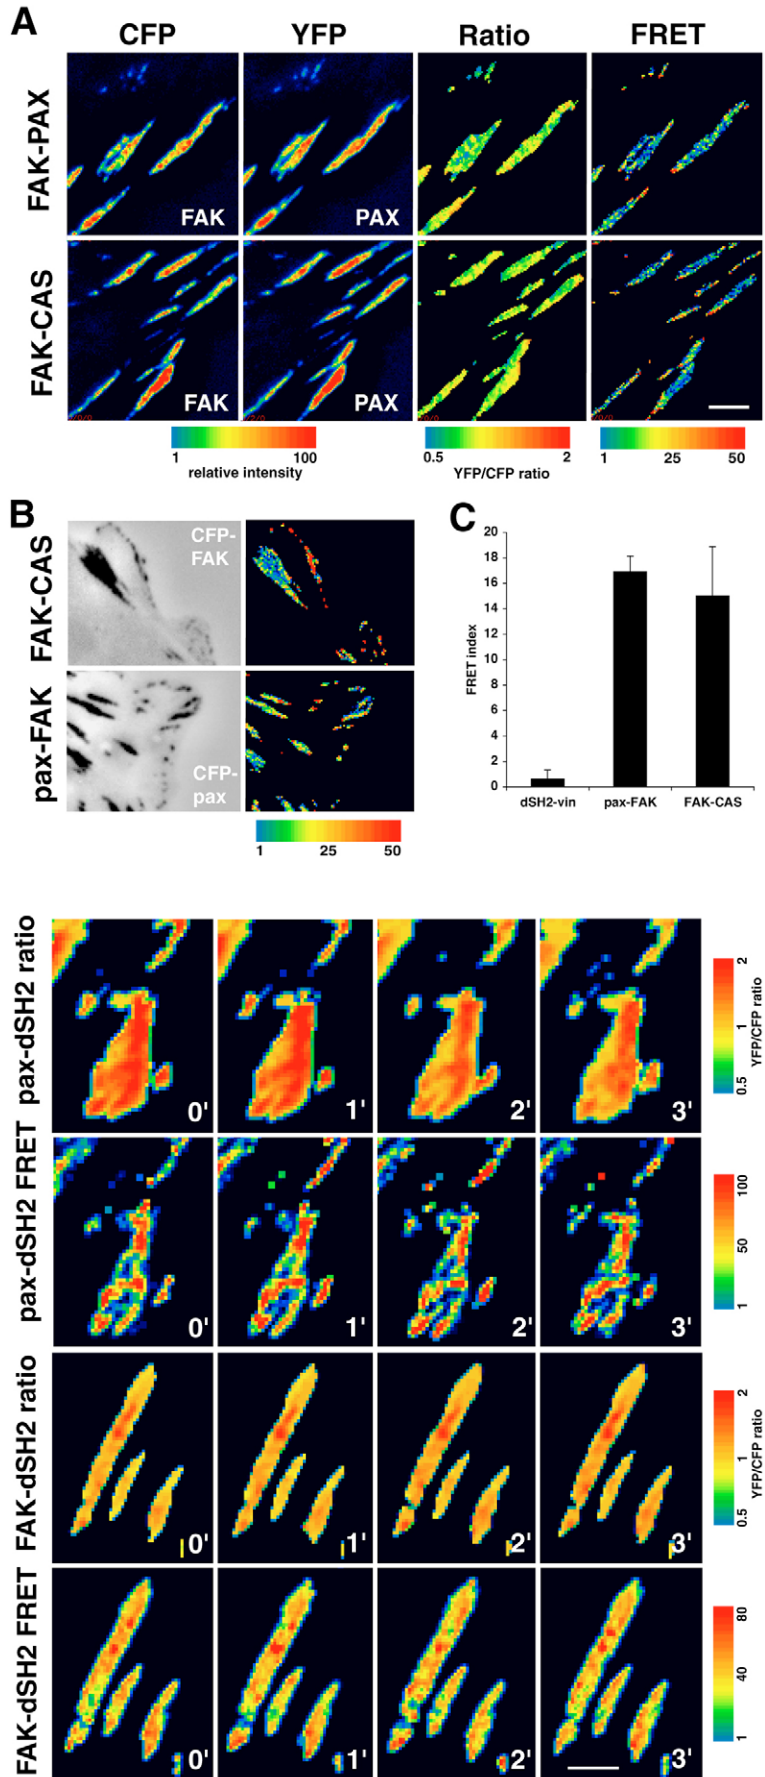 A
CFP YFP Ratio FRET
FAK-PAX
FAK PAX
FAK-CAS
FAK PAX
1 100
relative intensity
0.5 2
YFP/CFP ratio
1 25 50
B
FAK-CAS
CFP-
FAK
pax-FAK
CFP-
pax
1 25 50
C
FRET index
20
18
16
14
12
10
8
6
4
2
0
dSH2-vin pax-FAK FAK-CAS
pax-dSH2 ratio
0' 1' 2' 3'
2
1
0.5
YFP/CFP ratio
pax-dSH2 FRET
0' 1' 2' 3'
100
50
1
FAK-dSH2 ratio
0' 1' 2' 3'
2
1
0.5
YFP/CFP ratio
FAK-dSH2 FRET
0' 1' 2' 3'
80
40
1